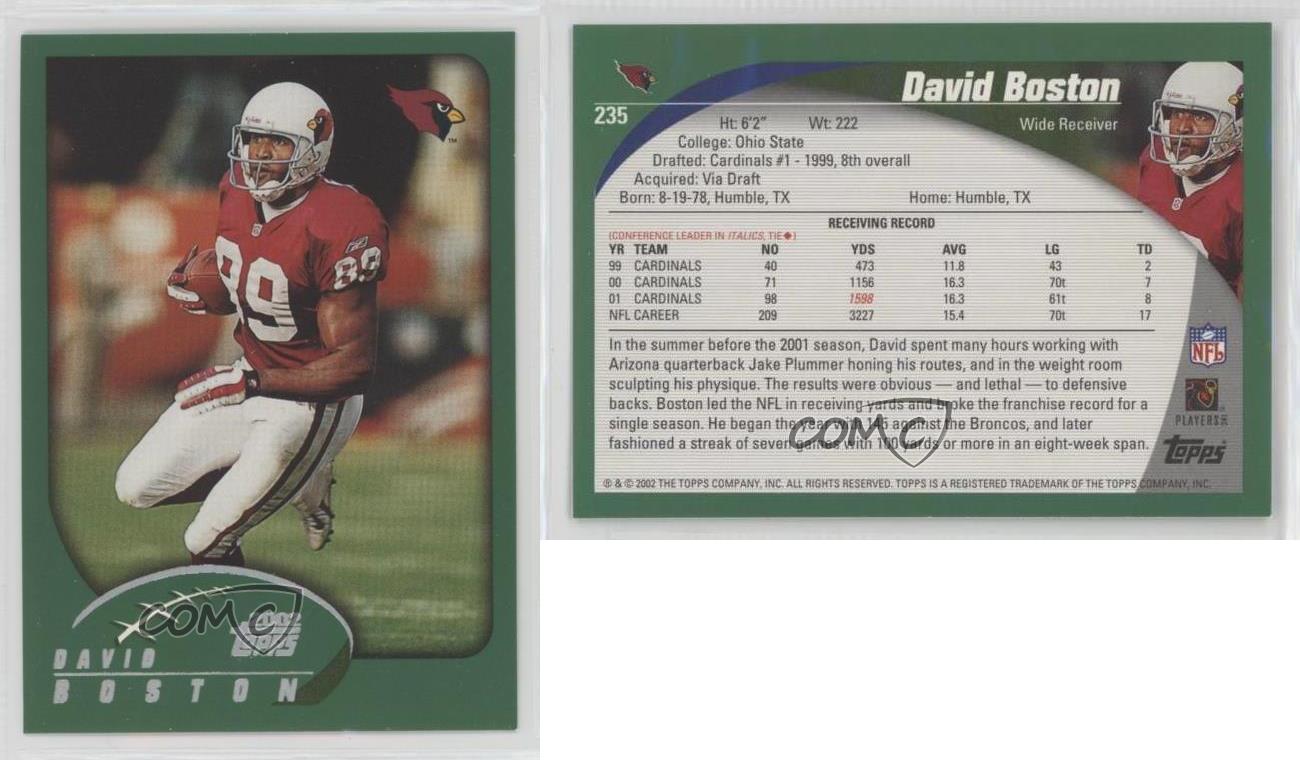 89
89
TM
COMC
2002
Topps
DAVID
BOSTON
David Boston
235
Wide Receiver
Ht: 6'2" Wt: 222
College: Ohio State
Drafted: Cardinals #1 - 1999, 8th overall
Acquired: Via Draft
Born: 8-19-78, Humble, TX Home: Humble, TX
RECEIVING RECORD
(CONFERENCE LEADER IN ITALICS, TIE◆)
YR TEAM NO YDS AVG LG TD
99 CARDINALS 40 473 11.8 43 2
00 CARDINALS 71 1156 16.3 70t 7
01 CARDINALS 98 1598 16.3 61t 8
NFL CAREER 209 3227 15.4 70t 17
In the summer before the 2001 season, David spent many hours working with
Arizona quarterback Jake Plummer honing his routes, and in the weight room
sculpting his physique. The results were obvious — and lethal — to defensive
backs. Boston led the NFL in receiving yards and broke the franchise record for a
single season. He began the year with 145 against the Broncos, and later
fashioned a streak of seven games with 100 yards or more in an eight-week span.
COMC
NFL
PLAYERS
Topps
® & © 2002 THE TOPPS COMPANY, INC. ALL RIGHTS RESERVED. TOPPS IS A REGISTERED TRADEMARK OF THE TOPPS COMPANY, INC.